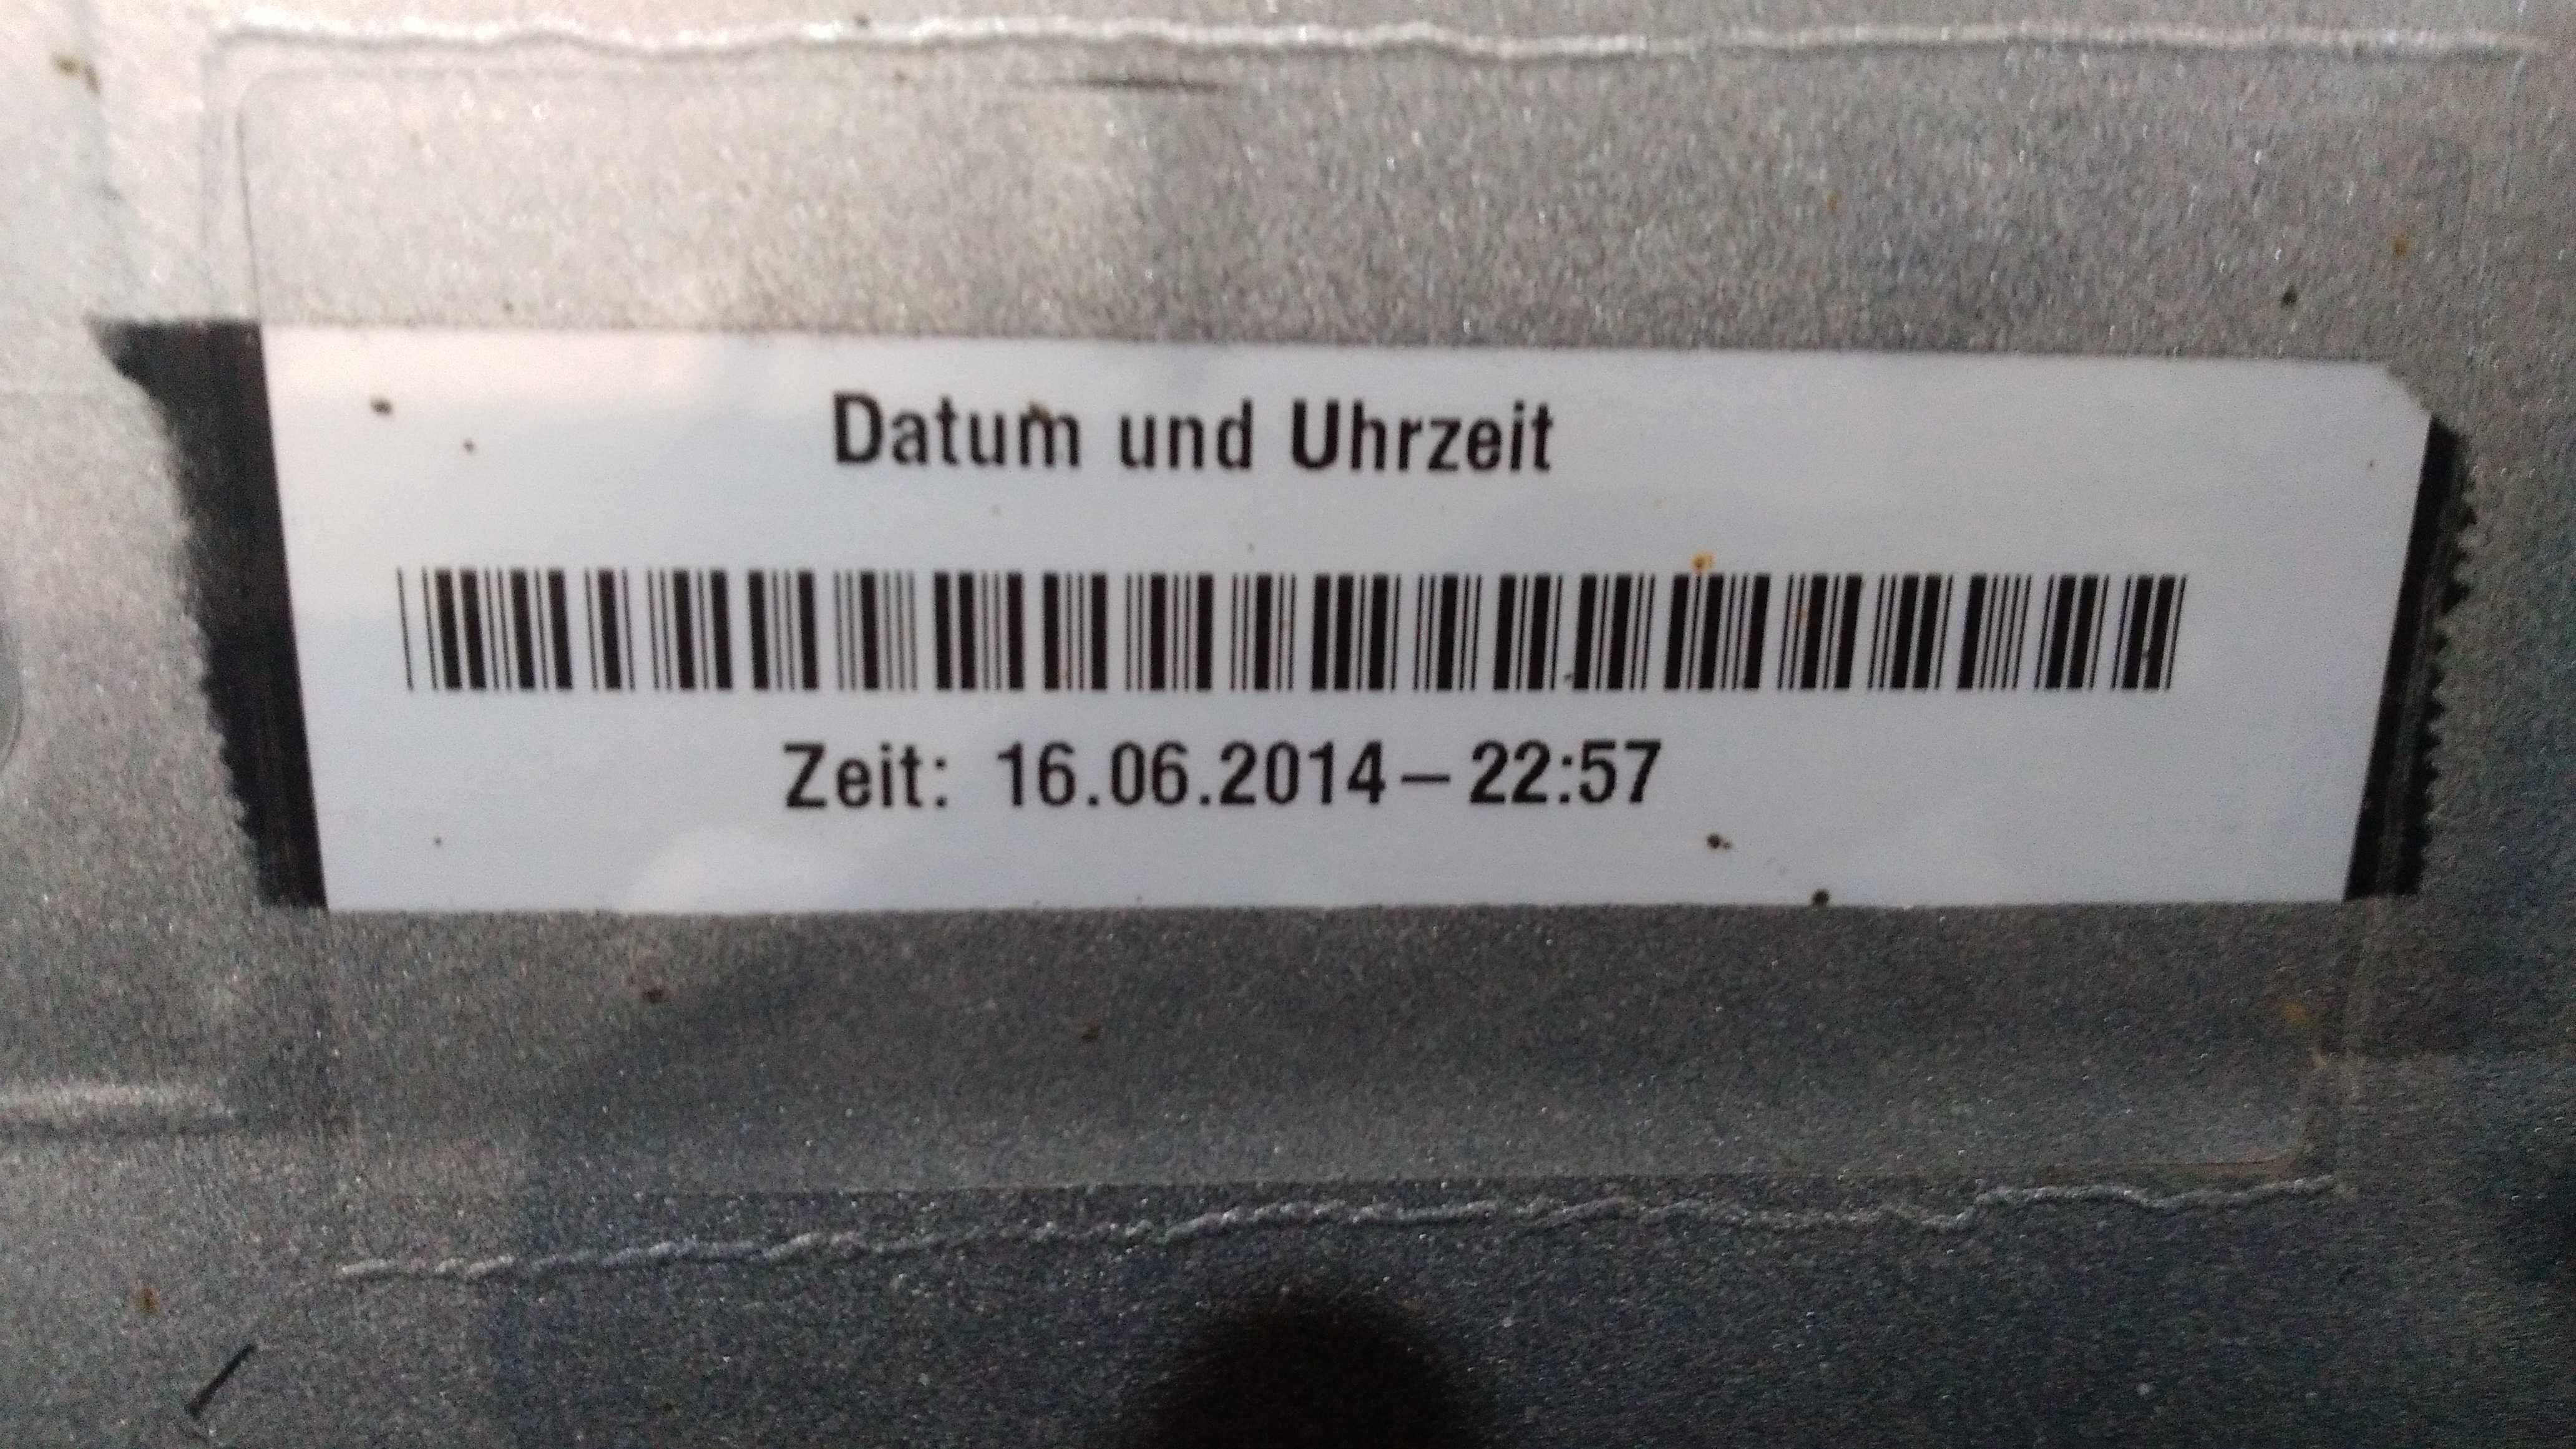 Datum und Uhrzeit
Zeit: 16.06.2014–22:57